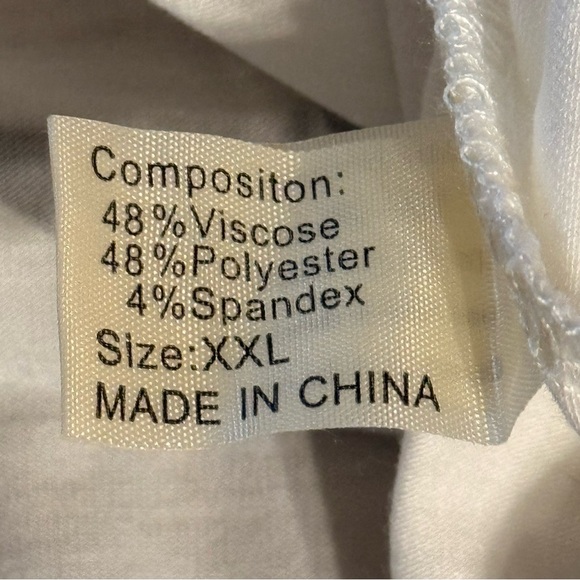 Compositon:
48%Viscose
48%Polyester
4%Spandex
Size:XXL
MADE IN CHINA